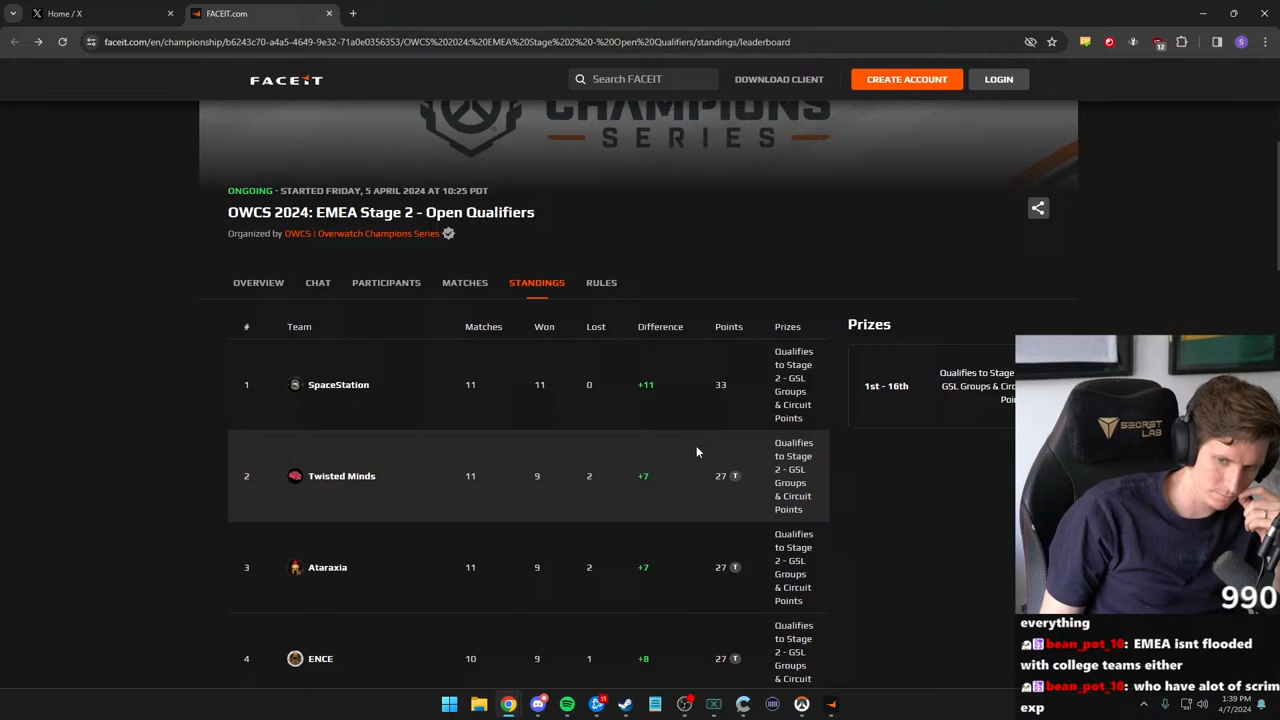 Home / X
FACEIT.com
faceit.com/en/championship/b6243c70-a4a5-4649-9e32-71a0e0356353/OWCS%202024:%20EMEA%20Stage%202%20-%20Open%20Qualifiers/standings/leaderboard
12
S
FACEIT
Search FACEIT
DOWNLOAD CLIENT
CREATE ACCOUNT
LOGIN
CHAMPIONS
SERIES
ONGOING - STARTED FRIDAY, 5 APRIL 2024 AT 10:25 PDT
OWCS 2024: EMEA Stage 2 - Open Qualifiers
Organized by OWCS | Overwatch Champions Series
OVERVIEW CHAT PARTICIPANTS MATCHES STANDINGS RULES
# Team Matches Won Lost Difference Points Prizes
1 SpaceStation 11 11 0 +11 33 Qualifies
to Stage
2 - GSL
Groups
& Circuit
Points
2 Twisted Minds 11 9 2 +7 27 T Qualifies
to Stage
2 - GSL
Groups
& Circuit
Points
3 Ataraxia 11 9 2 +7 27 T Qualifies
to Stage
2 - GSL
Groups
& Circuit
Points
4 ENCE 10 9 1 +8 27 T Qualifies
to Stage
2 - GSL
Groups
& Circuit
Prizes
1st - 16th
Qualifies to Stage
GSL Groups & Circ
Poi
SECRET
LAB
990
everything
bean_pot_10: EMEA isnt flooded
with college teams either
bean_pot_10: who have alot of scrim
exp
15
1:39 PM
4/7/2024